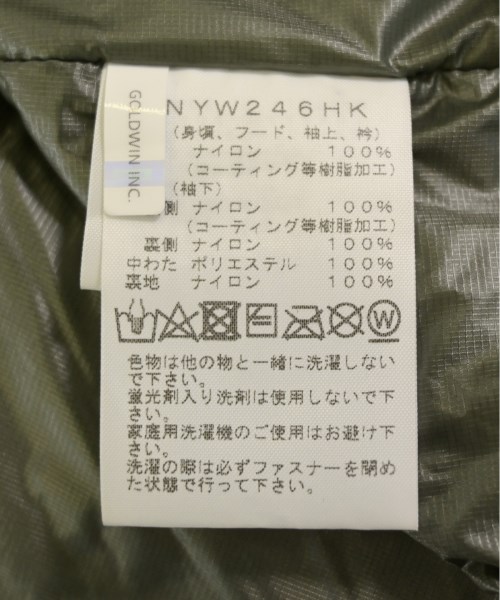 GOLDWIN INC.
NYW246HK
(身頃、フード、袖上、衿)
ナイロン 100%
(コーティング等樹脂加工)
(袖下)
側 ナイロン 100%
(コーティング等樹脂加工)
裏側 ナイロン 100%
中わた ポリエステル 100%
裏地 ナイロン 100%
W
色物は他の物と一緒に洗濯しない
で下さい。
蛍光剤入り洗剤は使用しないで下
さい。
家庭用洗濯機のご使用はお避け下
さい。
洗濯の際は必ずファスナーを閉め
た状態で行って下さい。